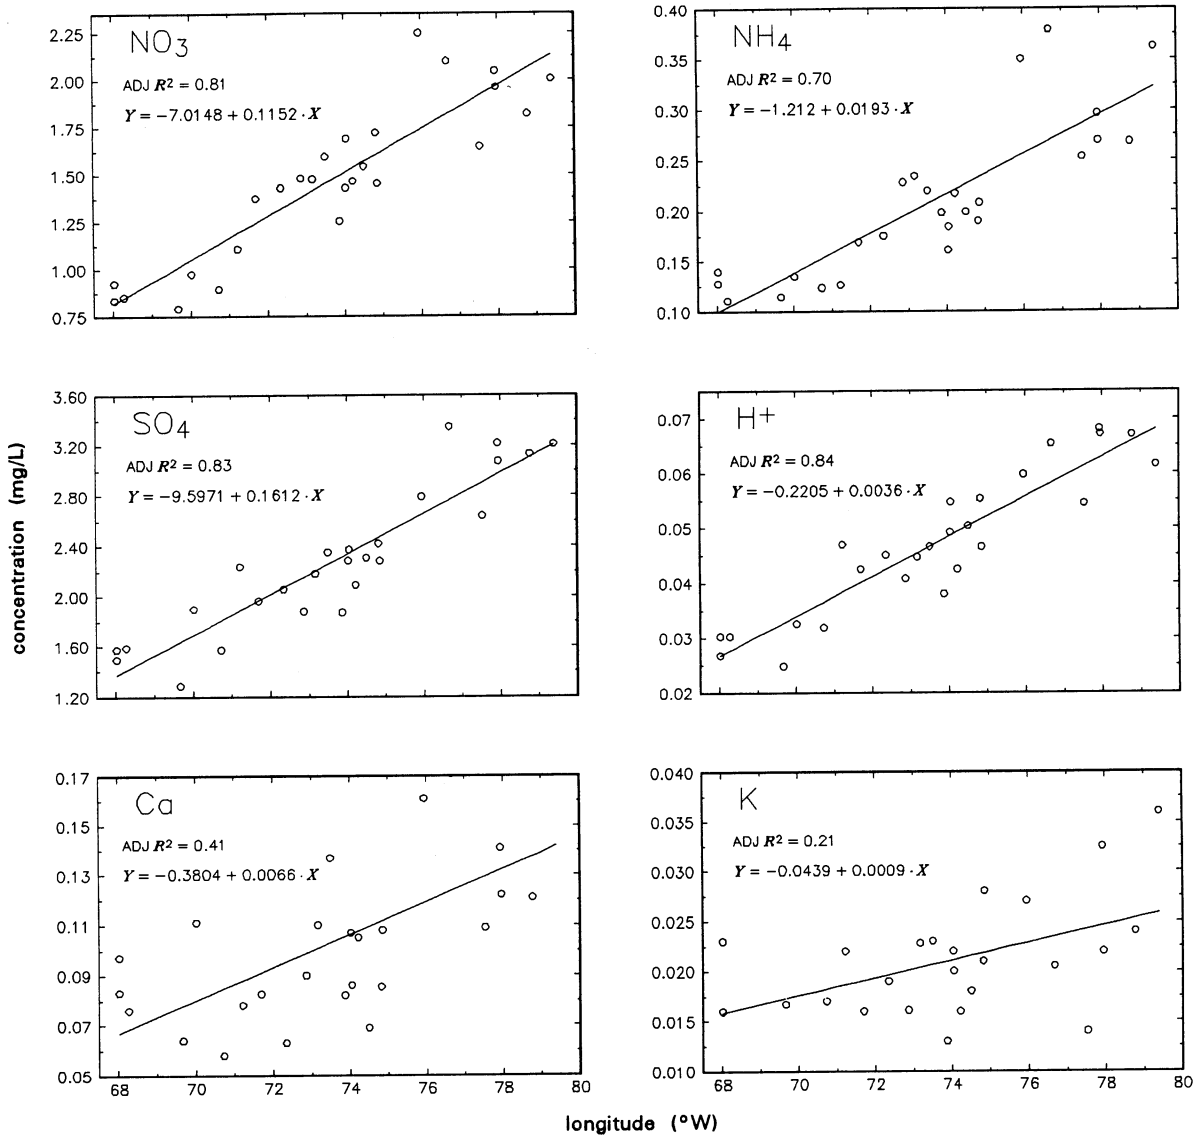 NO3
ADJ R² = 0.81
Y = −7.0148 + 0.1152 · X
2.25
2.00
1.75
1.50
1.25
1.00
0.75
NH4
ADJ R² = 0.70
Y = −1.212 + 0.0193 · X
0.40
0.35
0.30
0.25
0.20
0.15
0.10
SO4
ADJ R² = 0.83
Y = −9.5971 + 0.1612 · X
3.60
3.20
2.80
2.40
2.00
1.60
1.20
H+
ADJ R² = 0.84
Y = −0.2205 + 0.0036 · X
0.07
0.06
0.05
0.04
0.03
0.02
concentration (mg/L)
Ca
ADJ R² = 0.41
Y = −0.3804 + 0.0066 · X
0.17
0.15
0.13
0.11
0.09
0.07
0.05
68 70 72 74 76 78 80
K
ADJ R² = 0.21
Y = −0.0439 + 0.0009 · X
0.040
0.035
0.030
0.025
0.020
0.015
0.010
68 70 72 74 76 78 80
longitude (°W)